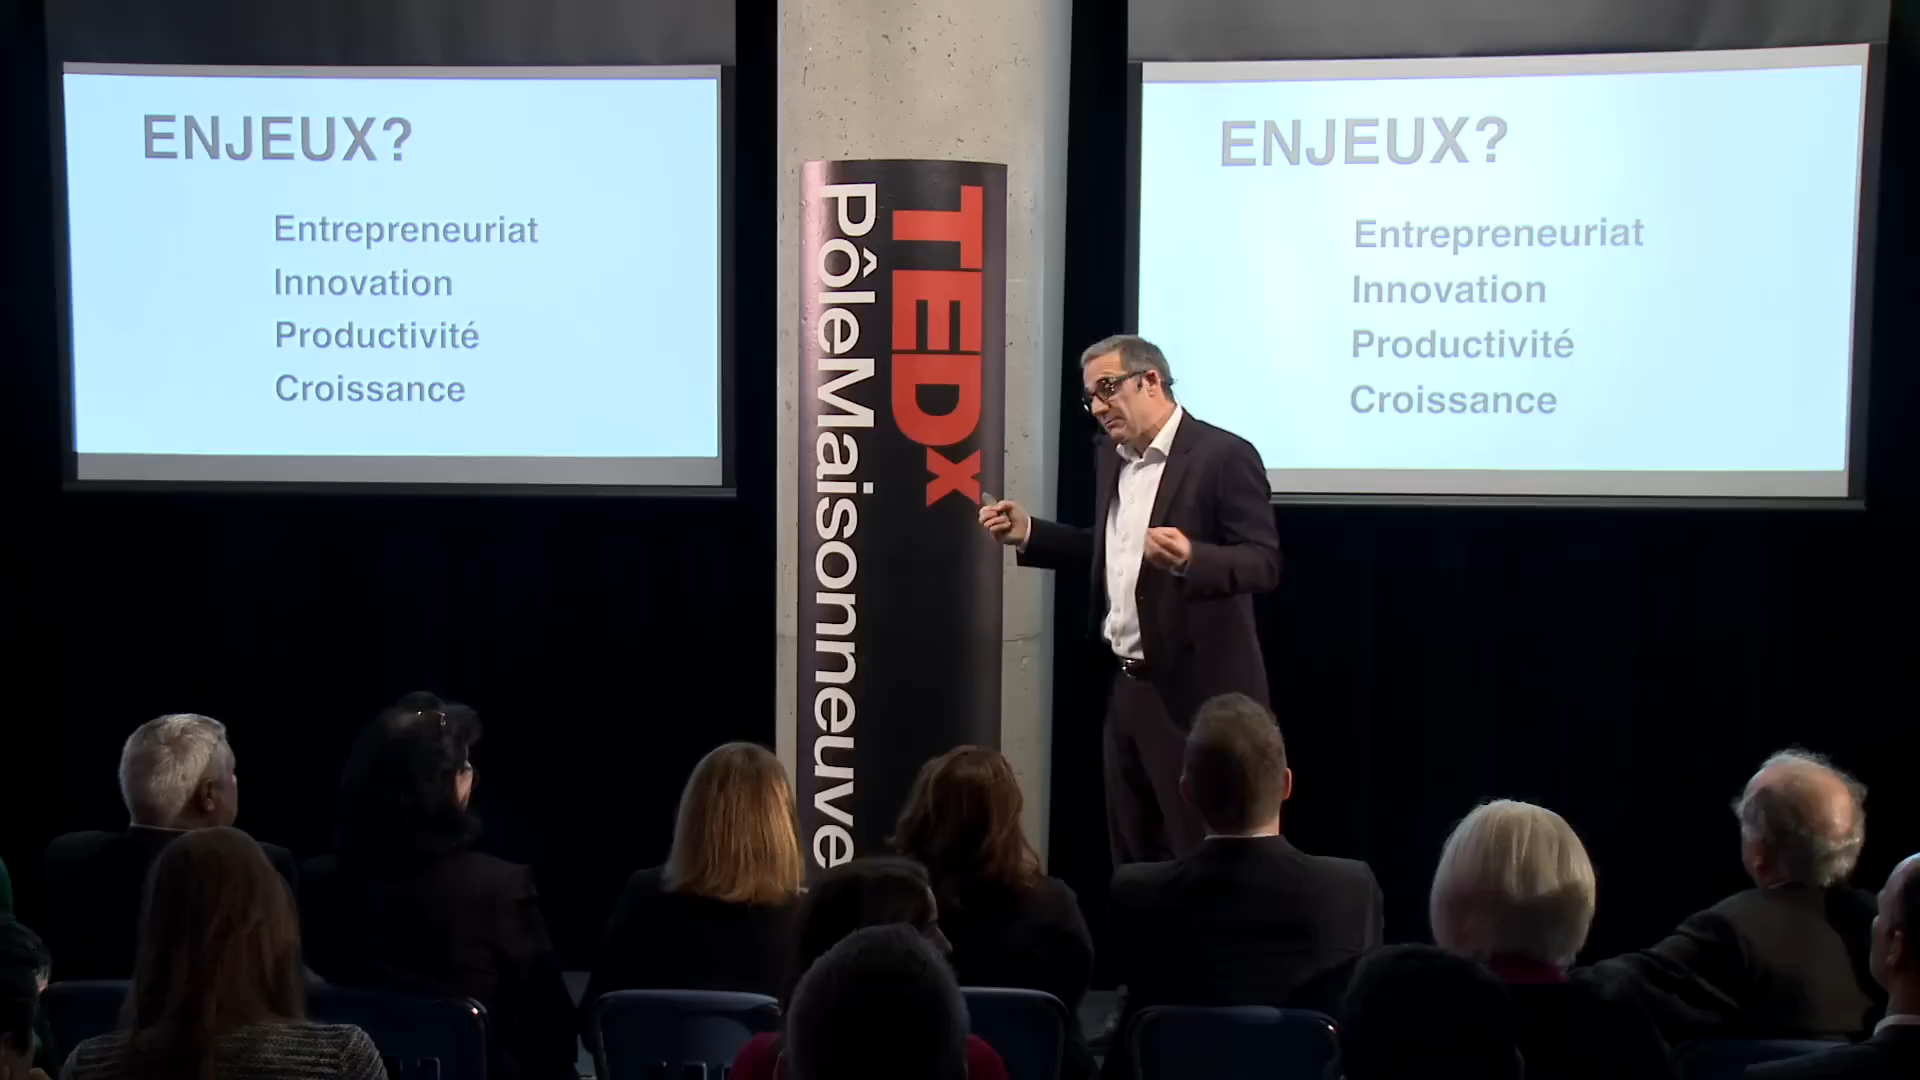 ENJEUX?
Entrepreneuriat
Innovation
Productivité
Croissance
TEDx
PôleMaisonneuve
ENJEUX?
Entrepreneuriat
Innovation
Productivité
Croissance